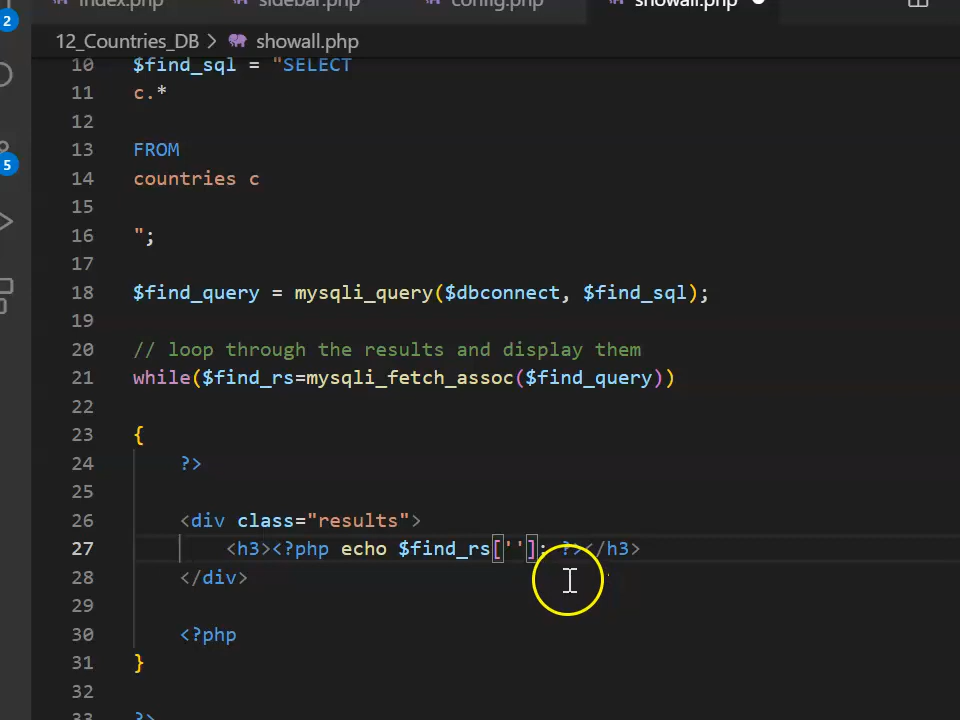 index.php sidebar.php config.php showall.php
2
12_Countries_DB > showall.php
10 $find_sql = "SELECT
11 c.*
12
13 FROM
5
14 countries c
15
16 ";
17
18 $find_query = mysqli_query($dbconnect, $find_sql);
19
20 // loop through the results and display them
21 while($find_rs=mysqli_fetch_assoc($find_query))
22
23 {
24 ?>
25
26 <div class="results">
27 <h3><?php echo $find_rs['']; ?></h3>
28 </div>
29
30 <?php
31 }
32
33 ?>